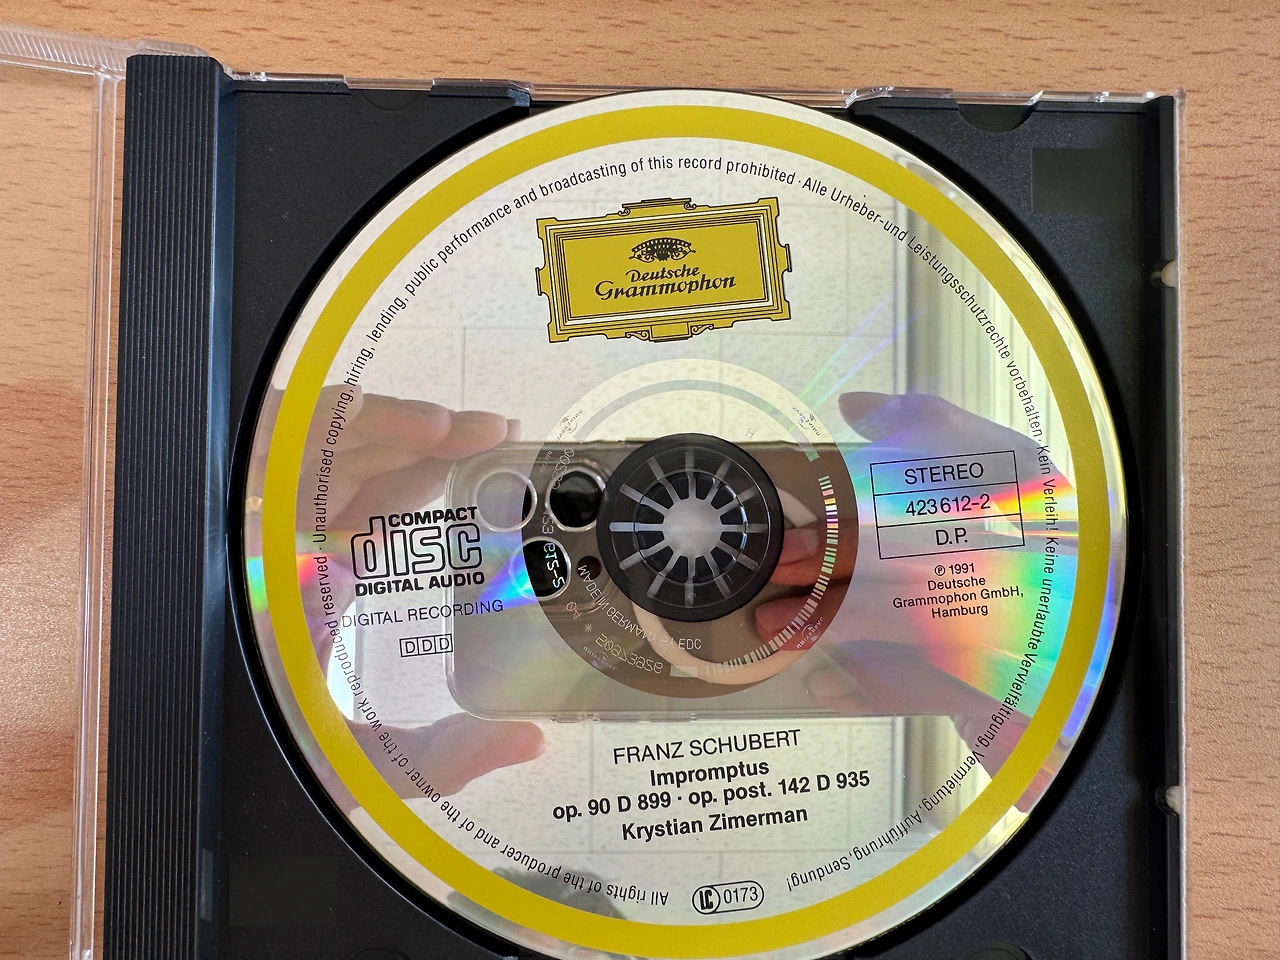 All rights of the producer and of the owner of the work reproduced reserved · Unauthorised copying, hiring, lending, public performance and broadcasting of this record prohibited · Alle Urheber-und Leistungsschutzrechte vorbehalten. Kein Verleih! Keine unerlaubte Vervielfältigung, Vermietung, Aufführung, Sendung!
Deutsche
Grammophon
COMPACT
disc
DIGITAL AUDIO
DIGITAL RECORDING
DDD
STEREO
423 612-2
D.P.
℗ 1991
Deutsche
Grammophon GmbH,
Hamburg
GERMANY BY EDC
FRANZ SCHUBERT
Impromptus
op. 90 D 899 · op. post. 142 D 935
Krystian Zimerman
LC 0173